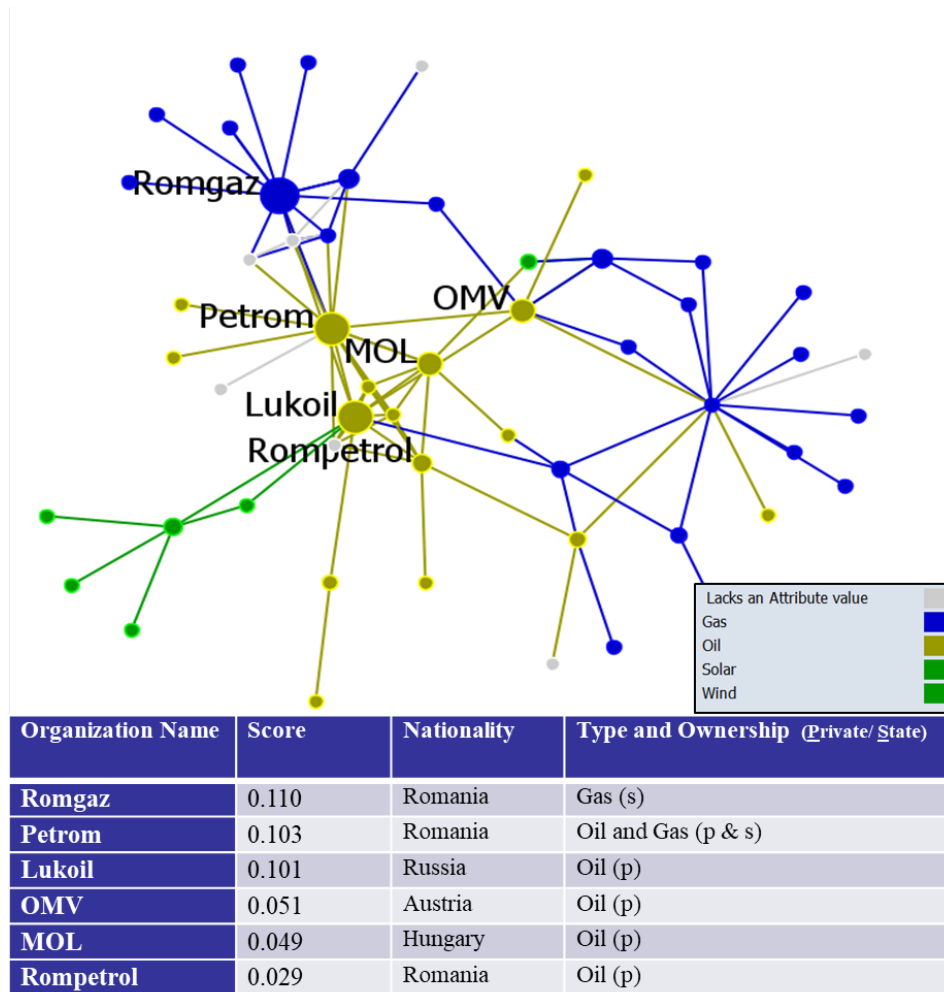 Romgaz
OMV
Petrom
MOL
Lukoil
Rompetrol
Lacks an Attribute value
Gas
Oil
Solar
Wind
Organization Name Score Nationality Type and Ownership (Private/ State)
Romgaz 0.110 Romania Gas (s)
Petrom 0.103 Romania Oil and Gas (p & s)
Lukoil 0.101 Russia Oil (p)
OMV 0.051 Austria Oil (p)
MOL 0.049 Hungary Oil (p)
Rompetrol 0.029 Romania Oil (p)